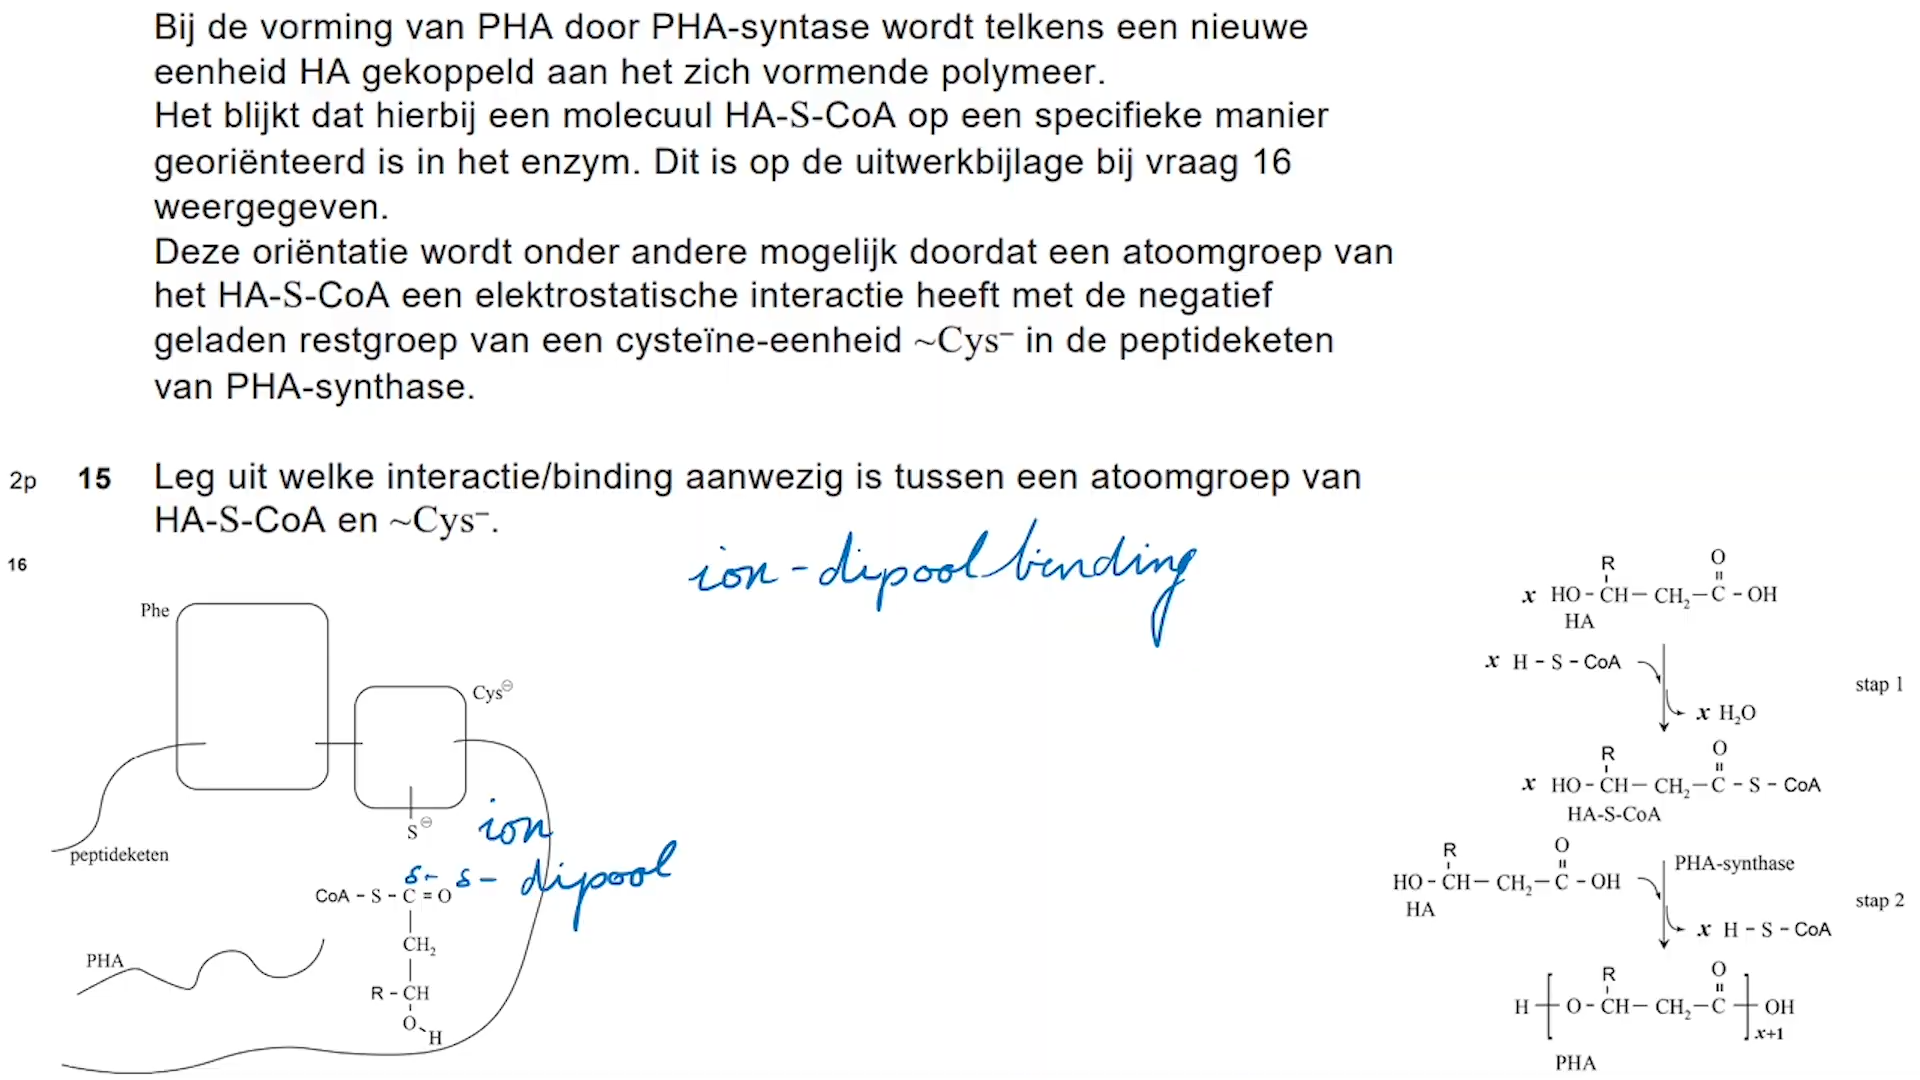 Bij de vorming van PHA door PHA-syntase wordt telkens een nieuwe
eenheid HA gekoppeld aan het zich vormende polymeer.
Het blijkt dat hierbij een molecuul HA-S-CoA op een specifieke manier
georiënteerd is in het enzym. Dit is op de uitwerkbijlage bij vraag 16
weergegeven.
Deze oriëntatie wordt onder andere mogelijk doordat een atoomgroep van
het HA-S-CoA een elektrostatische interactie heeft met de negatief
geladen restgroep van een cysteïne-eenheid ~Cys⁻ in de peptideketen
van PHA-synthase.
2p 15 Leg uit welke interactie/binding aanwezig is tussen een atoomgroep van
HA-S-CoA en ~Cys⁻.
ion-dipool binding
16
Phe
Cys⊖
S⊖
ion
peptideketen
δ- δ- dipool
CoA - S - C = O
CH₂
PHA
R - CH
O
H
R O
x HO - CH — CH₂ — C - OH
HA
x H - S - CoA
stap 1
x H₂O
R O
x HO - CH — CH₂ — C - S - CoA
HA-S-CoA
R O
HO - CH — CH₂ — C - OH
HA
PHA-synthase
stap 2
x H - S - CoA
R O
H [ O - CH — CH₂ — C ] OH
x+1
PHA